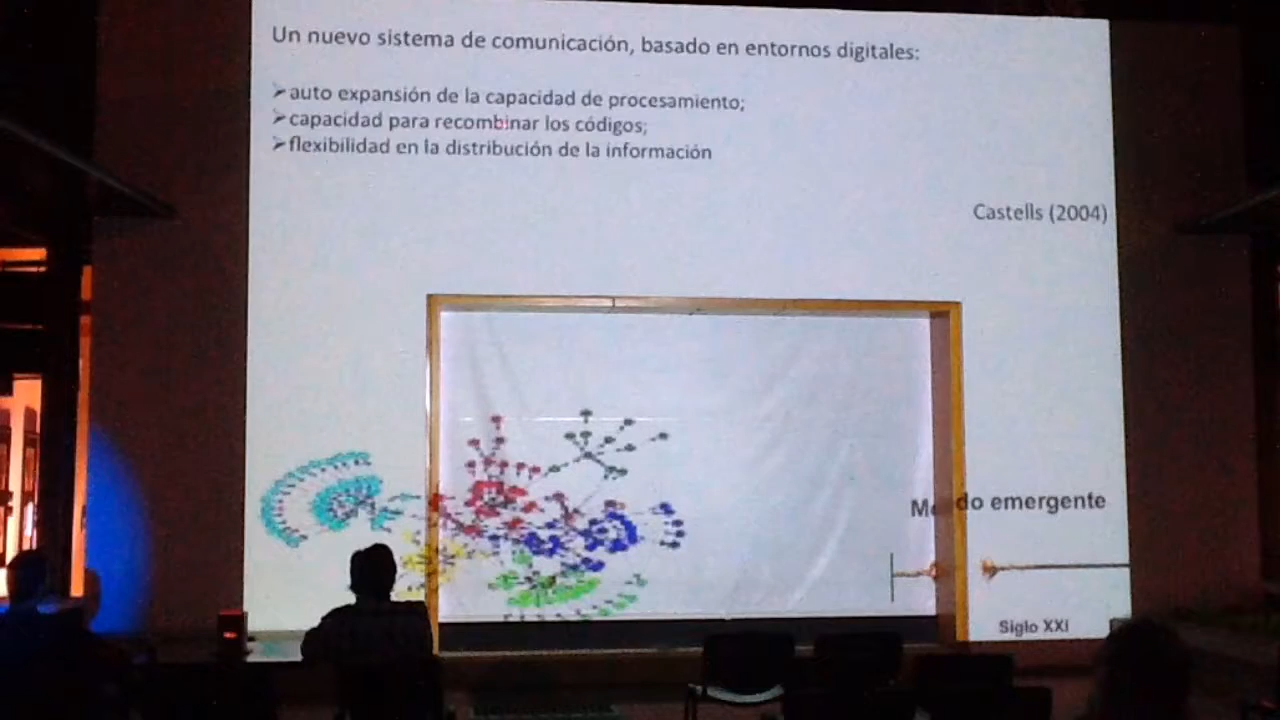 Un nuevo sistema de comunicación, basado en entornos digitales:
➢auto expansión de la capacidad de procesamiento;
➢capacidad para recombinar los códigos;
➢flexibilidad en la distribución de la información
Castells (2004)
emergente
Siglo XXI